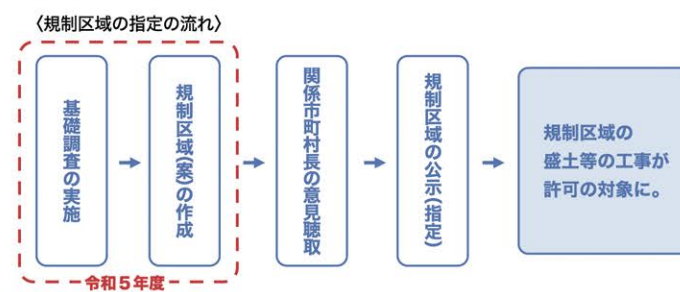 〈規制区域の指定の流れ〉
基礎調査の実施
規制区域(案)の作成
関係市町村長の意見聴取
規制区域の公示(指定)
規制区域の
盛土等の工事が
許可の対象に。
令和5年度